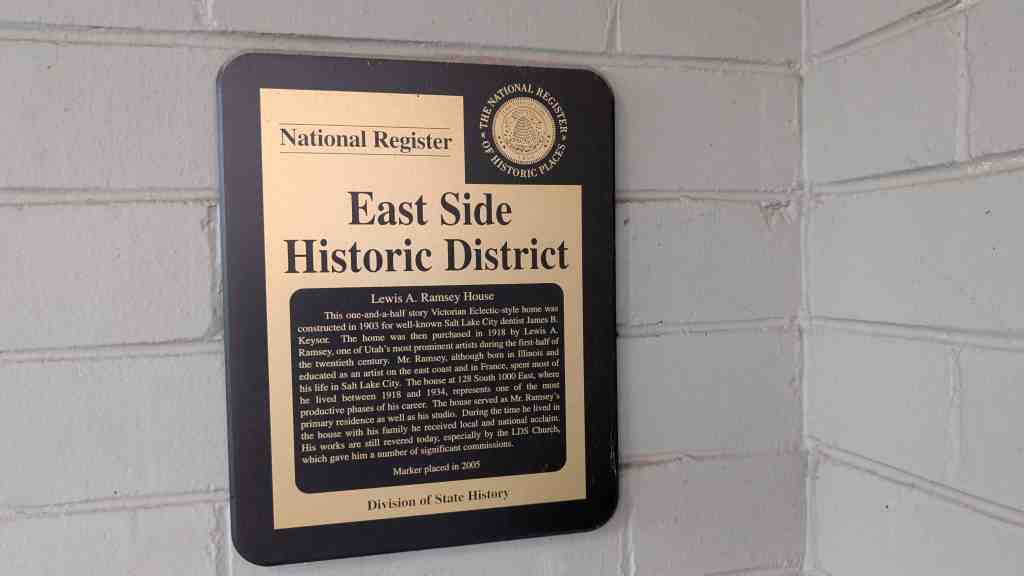 THE NATIONAL REGISTER
OF HISTORIC PLACES
National Register
East Side
Historic District
Lewis A. Ramsey House
This one-and-a-half story Victorian Eclectic-style home was
constructed in 1903 for well-known Salt Lake City dentist James B.
Keysor. The home was then purchased in 1918 by Lewis A.
Ramsey, one of Utah's most prominent artists during the first-half of
the twentieth century. Mr. Ramsey, although born in Illinois and
educated as an artist on the east coast and in France, spent most of
his life in Salt Lake City. The house at 128 South 1000 East, where
he lived between 1918 and 1934, represents one of the most
productive phases of his career. The house served as Mr. Ramsey's
primary residence as well as his studio. During the time he lived in
the house with his family he received local and national acclaim.
His works are still revered today, especially by the LDS Church,
which gave him a number of significant commissions.
Marker placed in 2005
Division of State History